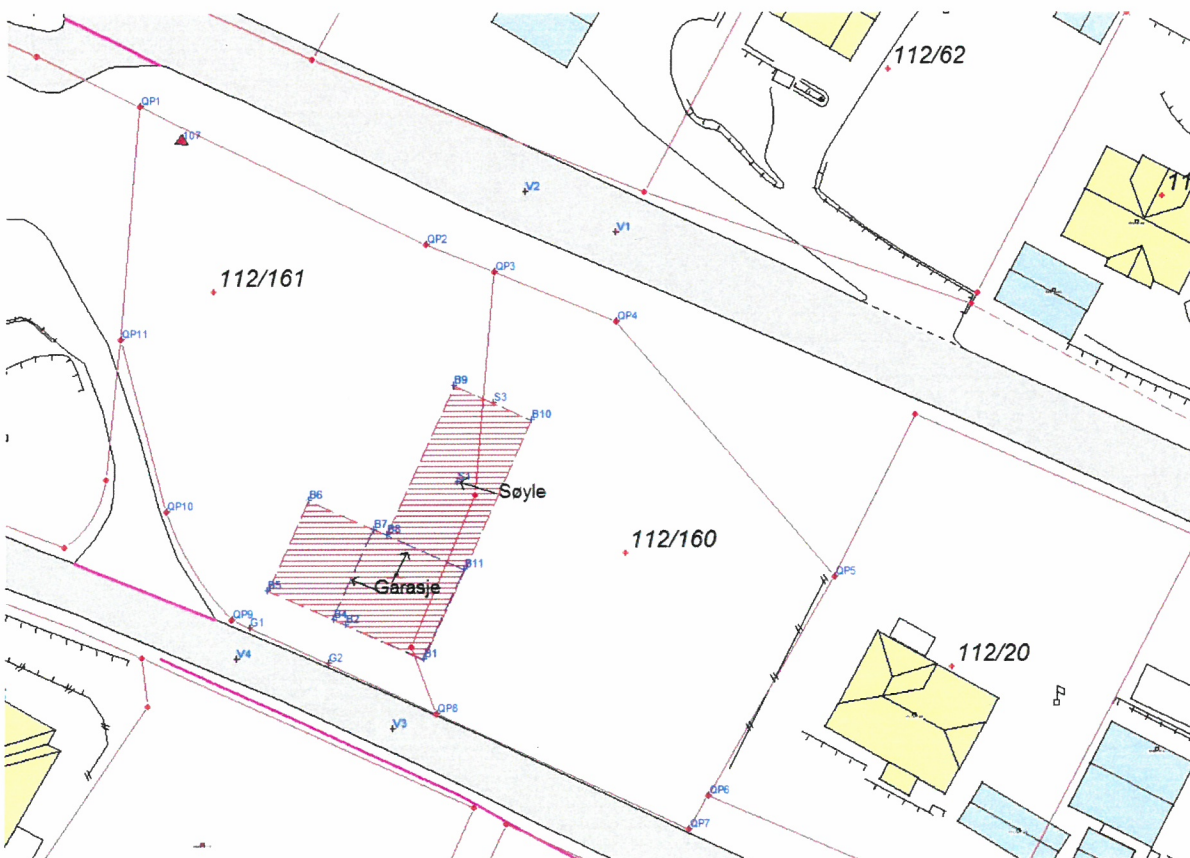 112/62
QP1
107
11
V2
V1
QP2
QP3
112/161
QP4
QP11
B9
S3
B10
Søyle
B6
QP10
B7
B8
112/160
B11
QP5
Garasje
B5
B4
B2
QP9
G1
112/20
V4
G2
B1
QP8
V3
QP6
QP7